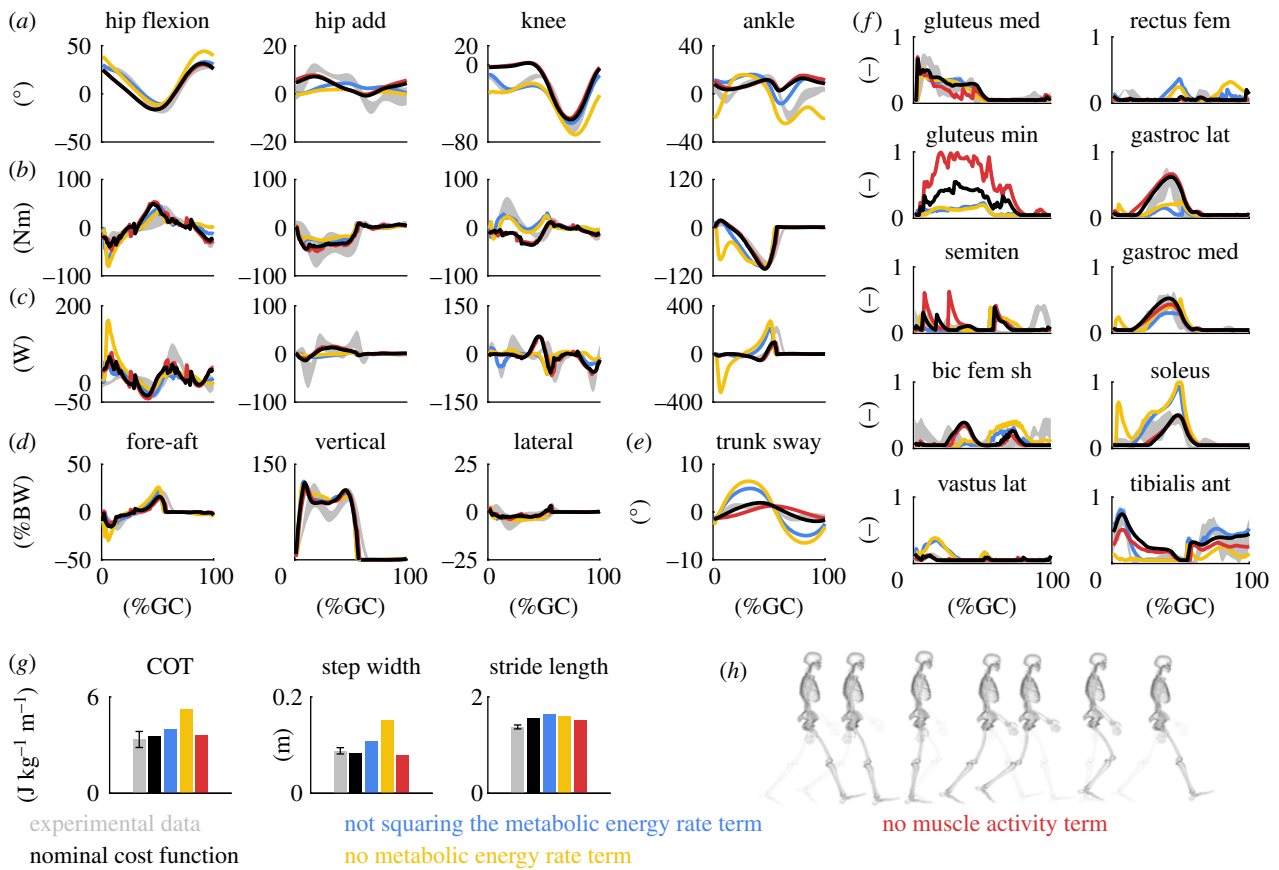 (a) hip flexion hip add knee ankle
(°) 50 0 –50 20 0 –20 20 0 –80 40 0 –40
(b)
(Nm) 100 0 –100 100 0 –100 100 0 –100 120 0 –120
(c)
(W) 200 0 –50 100 0 –100 150 0 –150 400 0 –400
(d) fore-aft vertical lateral (e) trunk sway
(%BW) 50 0 –50 150 0 25 0 –25 (°) 10 0 –10
0 100 0 100 0 100 0 100
(%GC) (%GC) (%GC) (%GC)
(f) gluteus med rectus fem
(–) 1 0 1 0
gluteus min gastroc lat
(–) 1 0 1 0
semiten gastroc med
(–) 1 0 1 0
bic fem sh soleus
(–) 1 0 1 0
vastus lat tibialis ant
(–) 1 0 1 0
0 100 0 100
(%GC) (%GC)
(g) COT step width stride length (h)
(J kg⁻¹ m⁻¹) 6 0 (m) 0.2 0 2 0
experimental data not squaring the metabolic energy rate term no muscle activity term
nominal cost function no metabolic energy rate term